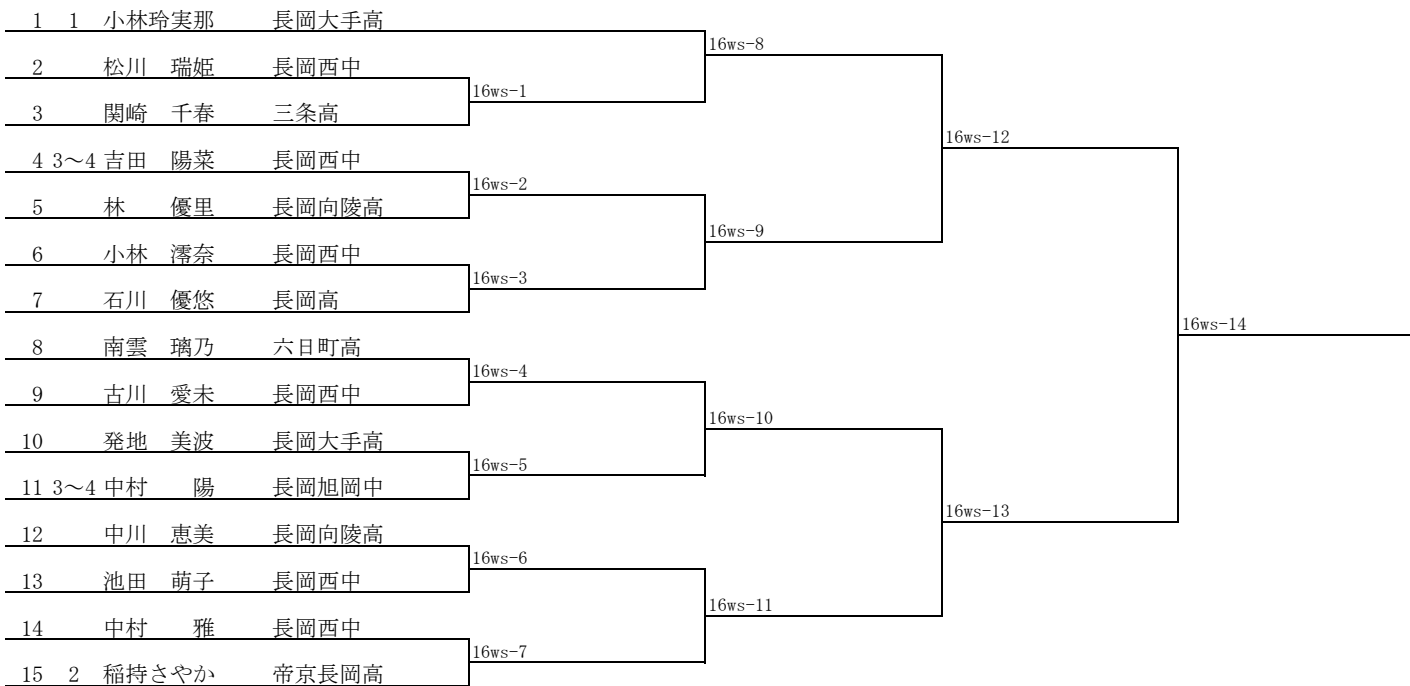 1 1 小林玲実那 長岡大手高
16ws-8
2 松川 瑞姫 長岡西中
16ws-1
3 関崎 千春 三条高
16ws-12
4 3～4 吉田 陽菜 長岡西中
16ws-2
5 林 優里 長岡向陵高
16ws-9
6 小林 澪奈 長岡西中
16ws-3
7 石川 優悠 長岡高
16ws-14
8 南雲 璃乃 六日町高
16ws-4
9 古川 愛未 長岡西中
16ws-10
10 発地 美波 長岡大手高
16ws-5
11 3～4 中村 陽 長岡旭岡中
16ws-13
12 中川 恵美 長岡向陵高
16ws-6
13 池田 萌子 長岡西中
16ws-11
14 中村 雅 長岡西中
16ws-7
15 2 稲持さやか 帝京長岡高